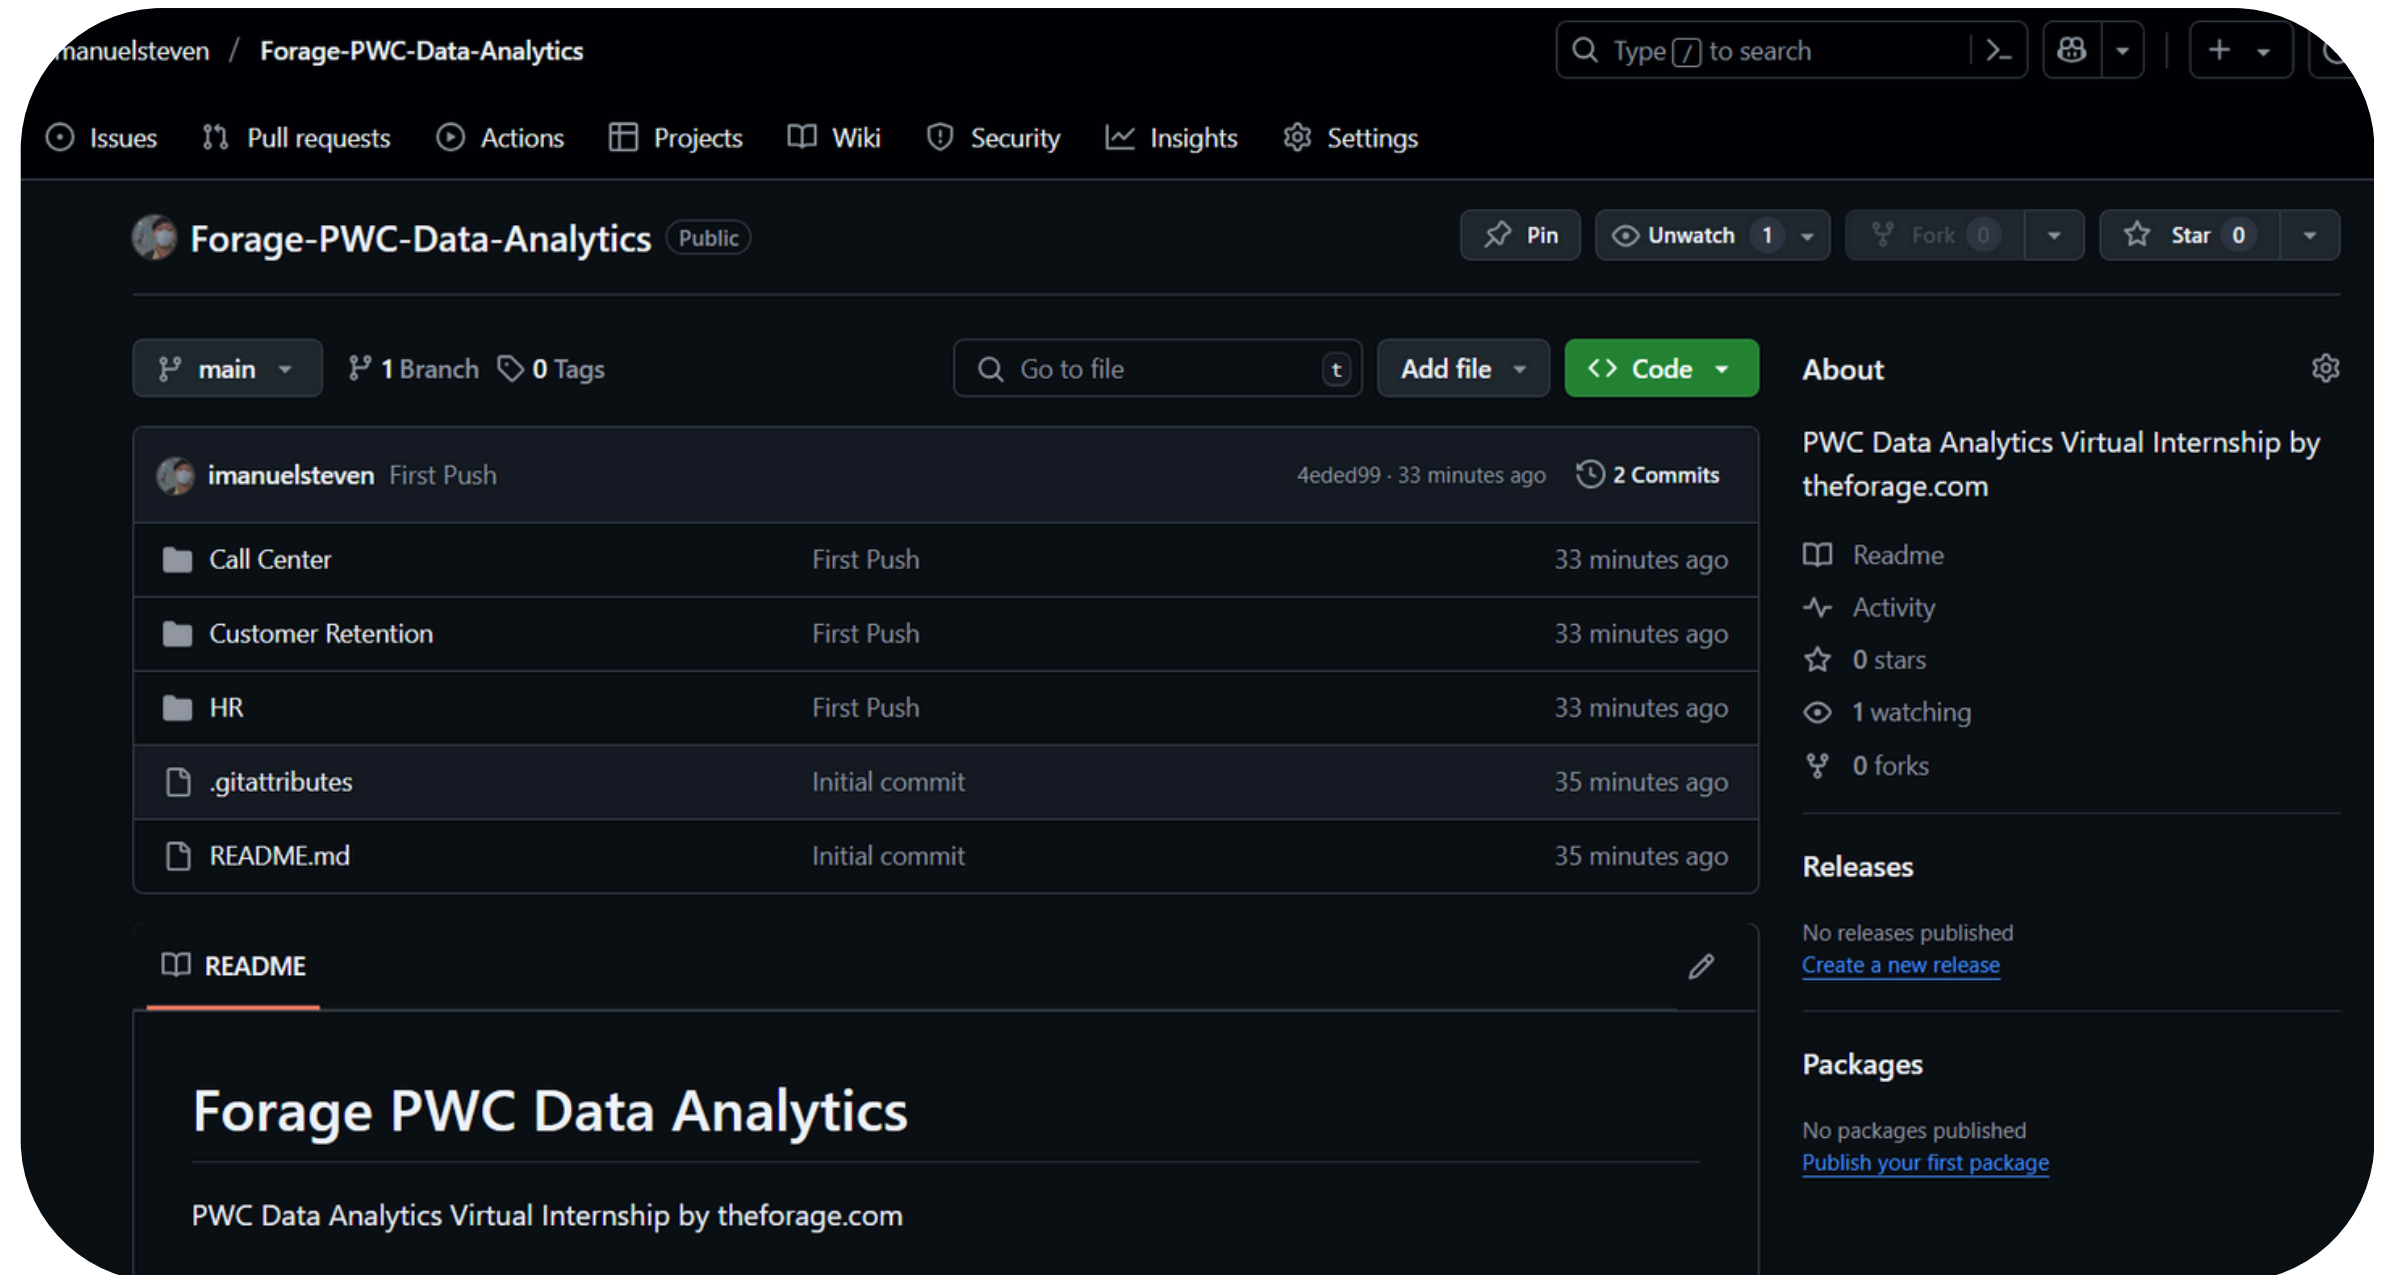 manuelsteven / Forage-PWC-Data-Analytics
Type / to search
Issues Pull requests Actions Projects Wiki Security Insights Settings
Forage-PWC-Data-Analytics Public
Pin Unwatch 1 Fork 0 Star 0
main 1 Branch 0 Tags Go to file t Add file Code
imanuelsteven First Push 4eded99 · 33 minutes ago 2 Commits
Call Center First Push 33 minutes ago
Customer Retention First Push 33 minutes ago
HR First Push 33 minutes ago
.gitattributes Initial commit 35 minutes ago
README.md Initial commit 35 minutes ago
README
Forage PWC Data Analytics
PWC Data Analytics Virtual Internship by theforage.com
About
PWC Data Analytics Virtual Internship by
theforage.com
Readme
Activity
0 stars
1 watching
0 forks
Releases
No releases published
Create a new release
Packages
No packages published
Publish your first package